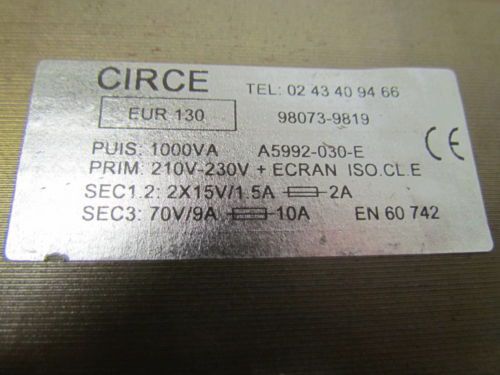 CIRCE TEL: 02 43 40 94 66
EUR 130 98073-9819
CE
PUIS: 1000VA A5992-030-E
PRIM: 210V-230V + ECRAN ISO.CL.E
SEC1.2: 2X15V/1.5A 2A
SEC3: 70V/9A 10A EN 60 742